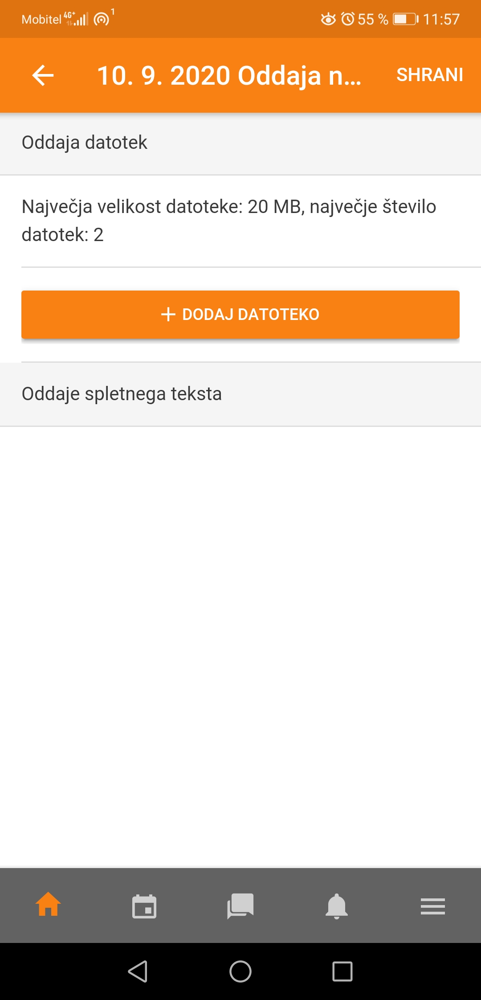 Mobitel 4G+ 1 55 % 11:57
10. 9. 2020 Oddaja n... SHRANI
Oddaja datotek
Največja velikost datoteke: 20 MB, največje število
datotek: 2
+ DODAJ DATOTEKO
Oddaje spletnega teksta